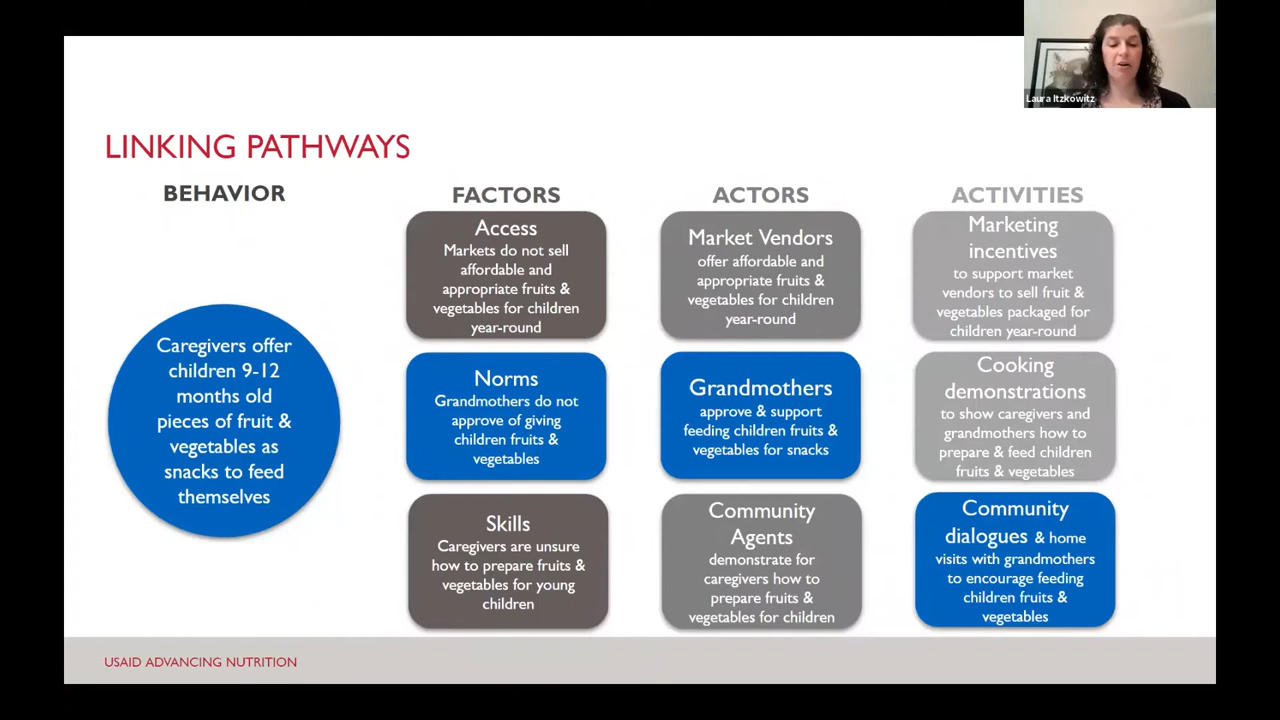 Laura Itzkowitz
LINKING PATHWAYS
BEHAVIOR
Caregivers offer
children 9-12
months old
pieces of fruit &
vegetables as
snacks to feed
themselves
FACTORS
Access
Markets do not sell
affordable and
appropriate fruits &
vegetables for children
year-round
Norms
Grandmothers do not
approve of giving
children fruits &
vegetables
Skills
Caregivers are unsure
how to prepare fruits &
vegetables for young
children
ACTORS
Market Vendors
offer affordable and
appropriate fruits &
vegetables for children
year-round
Grandmothers
approve & support
feeding children fruits &
vegetables for snacks
Community
Agents
demonstrate for
caregivers how to
prepare fruits &
vegetables for children
ACTIVITIES
Marketing
incentives
to support market
vendors to sell fruit &
vegetables packaged for
children year-round
Cooking
demonstrations
to show caregivers and
grandmothers how to
prepare & feed children
fruits & vegetables
Community
dialogues & home
visits with grandmothers
to encourage feeding
children fruits &
vegetables
USAID ADVANCING NUTRITION